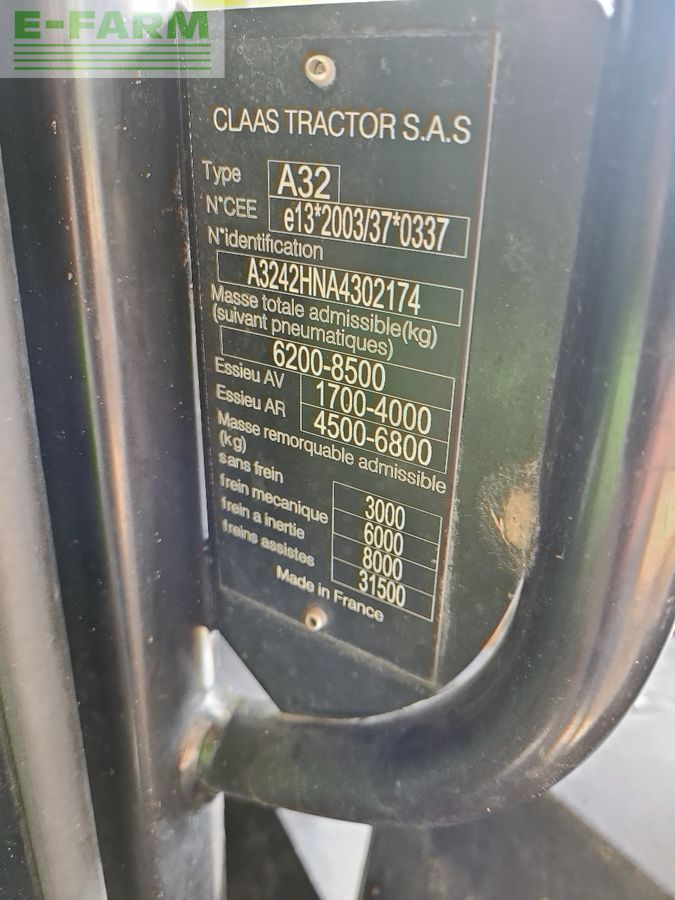 E-FARM
CLAAS TRACTOR S.A.S
Type A32
N°CEE e13*2003/37*0337
N°identification
A3242HNA4302174
Masse totale admissible(kg)
(suivant pneumatiques)
6200-8500
Essieu AV 1700-4000
Essieu AR 4500-6800
Masse remorquable admissible
(kg)
sans frein 3000
frein mecanique 6000
frein a inertie 8000
freins assistes 31500
Made in France